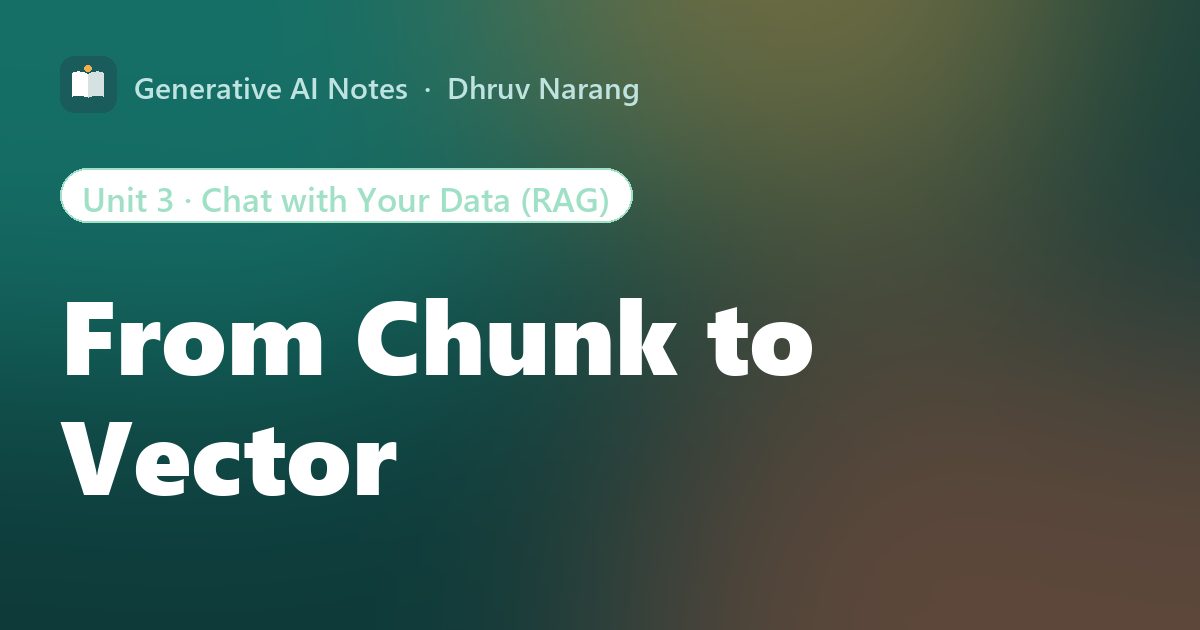 Generative AI Notes · Dhruv Narang
Unit 3 · Chat with Your Data (RAG)
From Chunk to
Vector